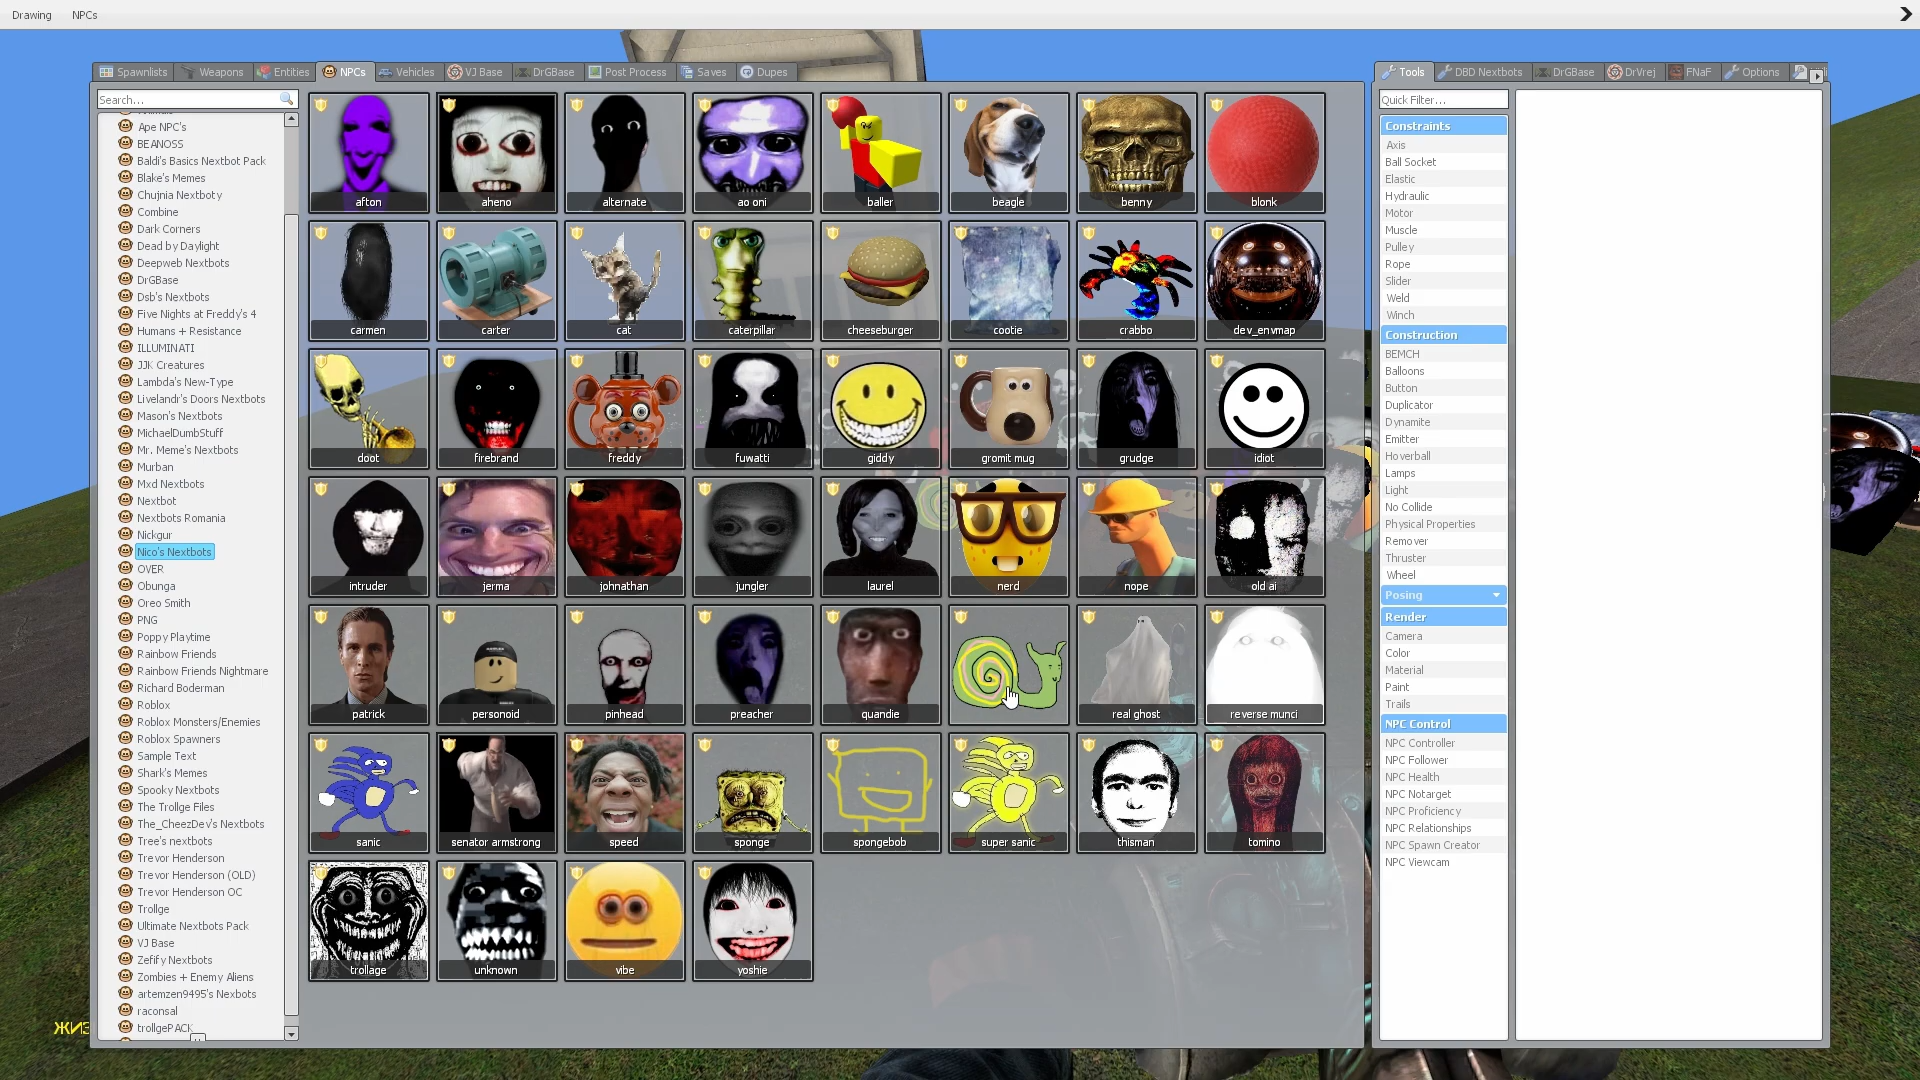 Drawing NPCs
Spawnlists Weapons Entities NPCs Vehicles VJ Base DrGBase Post Process Saves Dupes
Tools DBD Nextbots DrGBase DrVrej FNaF Options
Search...
Ape NPC's
BEANOSS
Baldi's Basics Nextbot Pack
Blake's Memes
Chujnia Nextboty
Combine
Dark Corners
Dead by Daylight
Deepweb Nextbots
DrGBase
Dsb's Nextbots
Five Nights at Freddy's 4
Humans + Resistance
ILLUMINATI
JJK Creatures
Lambda's New-Type
Livelandr's Doors Nextbots
Mason's Nextbots
MichaelDumbStuff
Mr. Meme's Nextbots
Murban
Mxd Nextbots
Nextbot
Nextbots Romania
Nickgur
Nico's Nextbots
OVER
Obunga
Oreo Smith
PNG
Poppy Playtime
Rainbow Friends
Rainbow Friends Nightmare
Richard Boderman
Roblox
Roblox Monsters/Enemies
Roblox Spawners
Sample Text
Shark's Memes
Spooky Nextbots
The Trollge Files
The_CheezDev's Nextbots
Tree's nextbots
Trevor Henderson
Trevor Henderson (OLD)
Trevor Henderson OC
Trollge
Ultimate Nextbots Pack
VJ Base
Zefify Nextbots
Zombies + Enemy Aliens
artemzen9495's Nexbots
raconsal
trollgePACK
afton aheno alternate ao oni baller beagle benny blonk
carmen carter cat caterpillar cheeseburger cootie crabbo dev_envmap
doot firebrand freddy fuwatti giddy gromit mug grudge idiot
intruder jerma johnathan jungler laurel nerd nope old ai
patrick personoid pinhead preacher quandie real ghost reverse munci
sanic senator armstrong speed sponge spongebob super sanic thisman tomino
trollage unknown vibe yoshie
Quick Filter...
Constraints
Axis
Ball Socket
Elastic
Hydraulic
Motor
Muscle
Pulley
Rope
Slider
Weld
Winch
Construction
BEMCH
Balloons
Button
Duplicator
Dynamite
Emitter
Hoverball
Lamps
Light
No Collide
Physical Properties
Remover
Thruster
Wheel
Posing
Render
Camera
Color
Material
Paint
Trails
NPC Control
NPC Controller
NPC Follower
NPC Health
NPC Notarget
NPC Proficiency
NPC Relationships
NPC Spawn Creator
NPC Viewcam